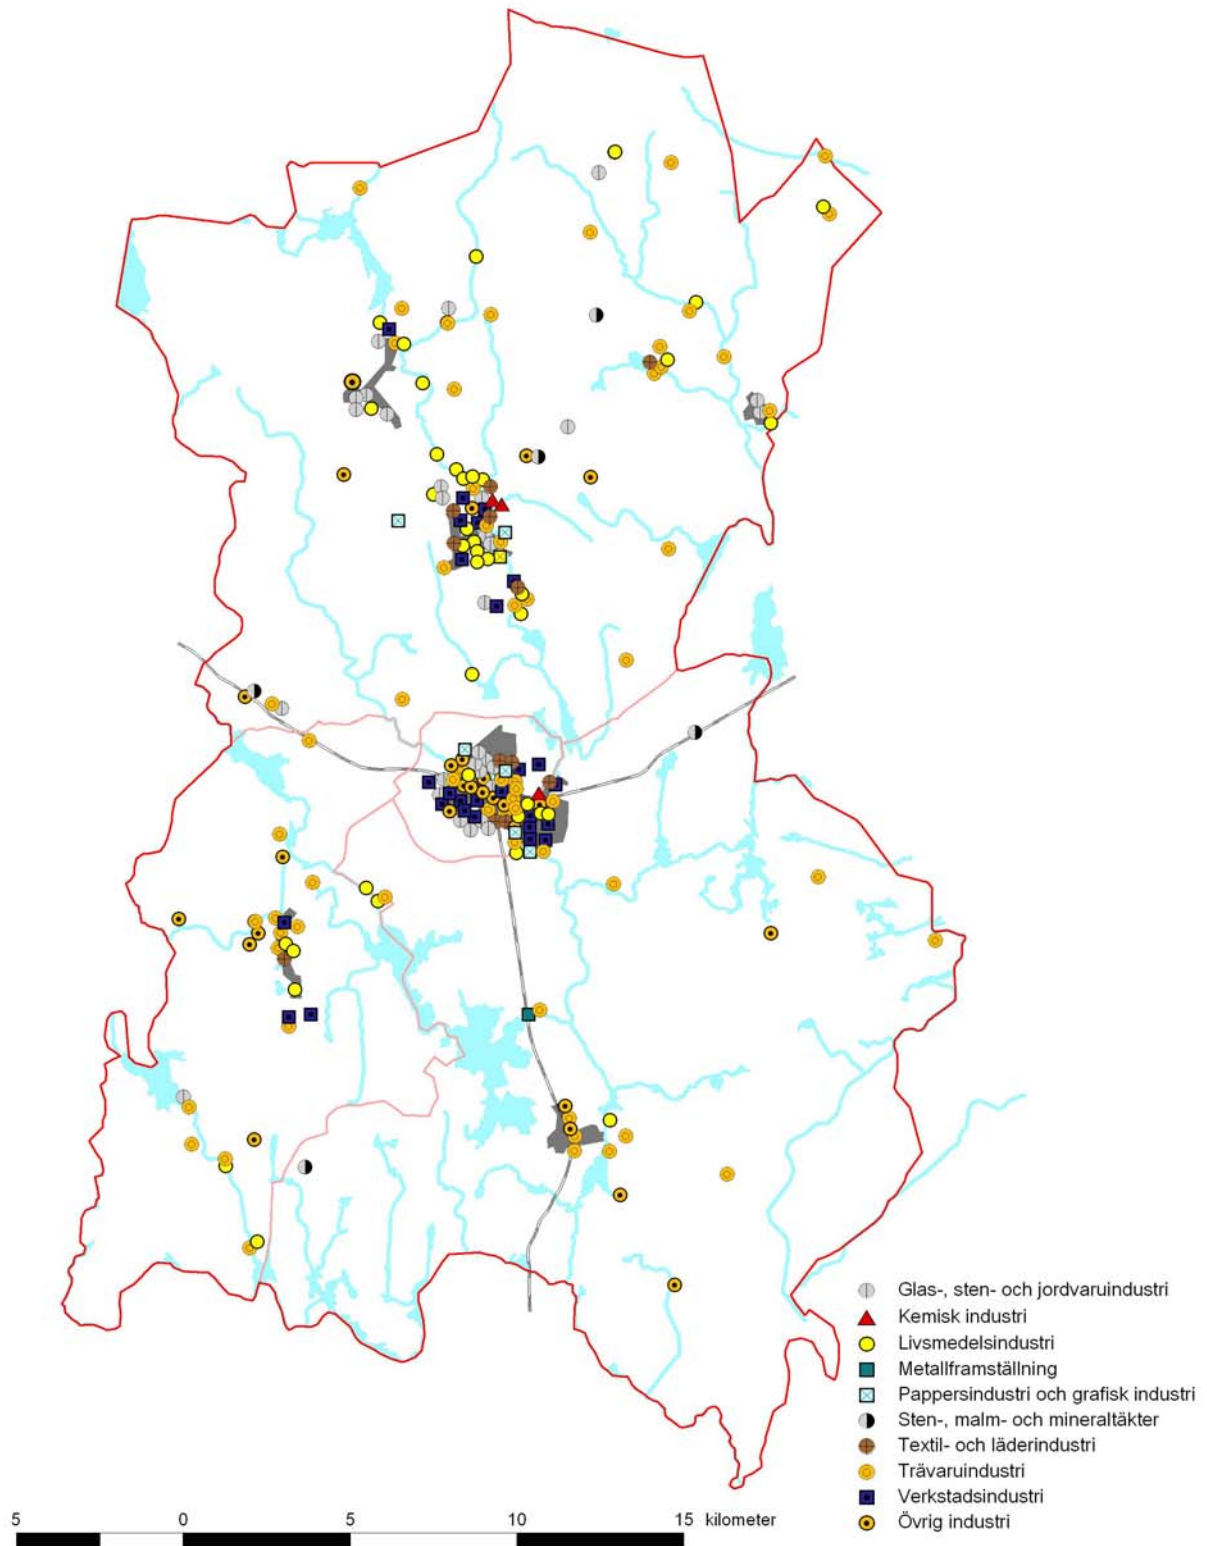 Glas-, sten- och jordvaruindustri
Kemisk industri
Livsmedelsindustri
Metallframställning
Pappersindustri och grafisk industri
Sten-, malm- och mineraltäkter
Textil- och läderindustri
Trävaruindustri
Verkstadsindustri
Övrig industri
5 0 5 10 15 kilometer